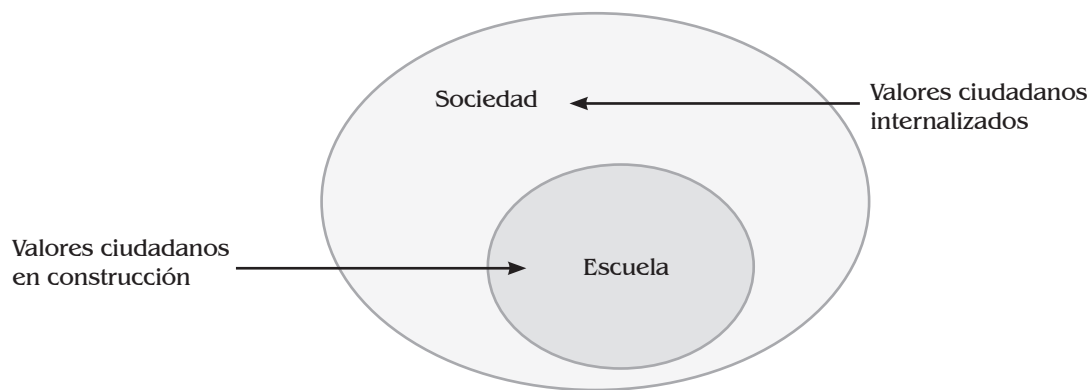 Sociedad
Valores ciudadanos
internalizados
Valores ciudadanos
en construcción
Escuela